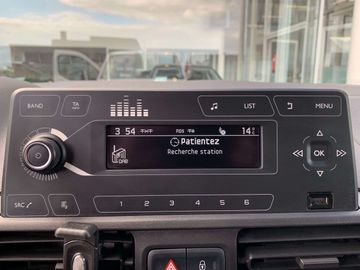 BAND
TA
LIST
MENU
3 54 RDS 14
Patientez
Recherche station
DAB
OK
SRC
1 2 3 4 5 6